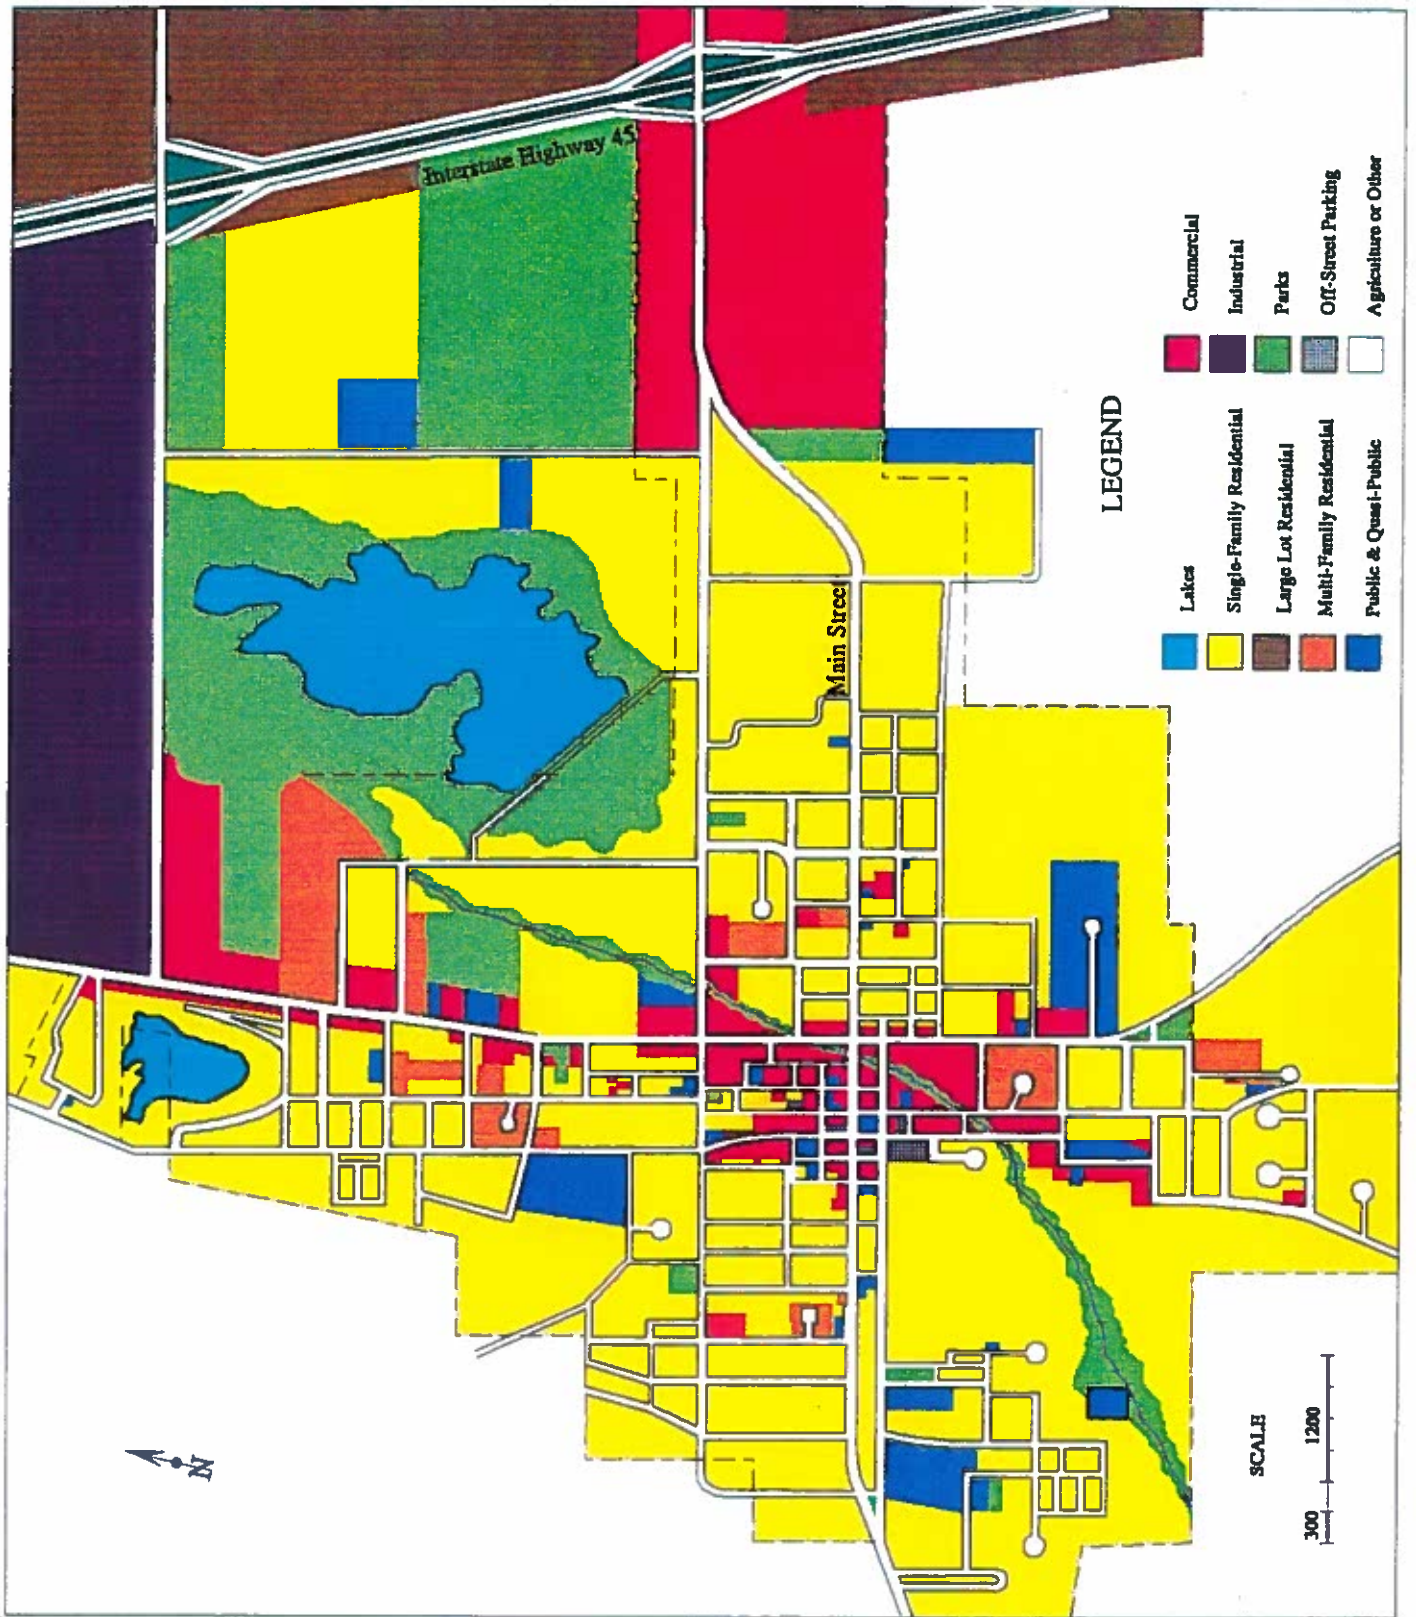 Interstate Highway 45
Main Street
LEGEND
Lakes
Single-Family Residential
Large Lot Residential
Multi-Family Residential
Public & Quasi-Public
Commercial
Industrial
Parks
Off-Street Parking
Agriculture or Other
SCALE
300 1200
N